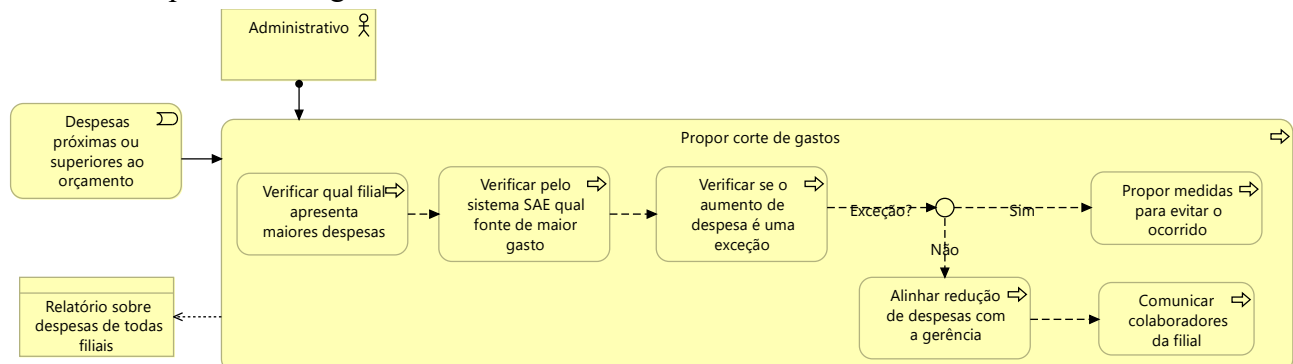 Administrativo
Despesas
próximas ou
superiores ao
orçamento
Propor corte de gastos
Verificar qual filial
apresenta
maiores despesas
Verificar pelo
sistema SAE qual
fonte de maior
gasto
Verificar se o
aumento de
despesa é uma
exceção
Exceção?
Sim
Propor medidas
para evitar o
ocorrido
Não
Relatório sobre
despesas de todas
filiais
Alinhar redução
de despesas com
a gerência
Comunicar
colaboradores
da filial